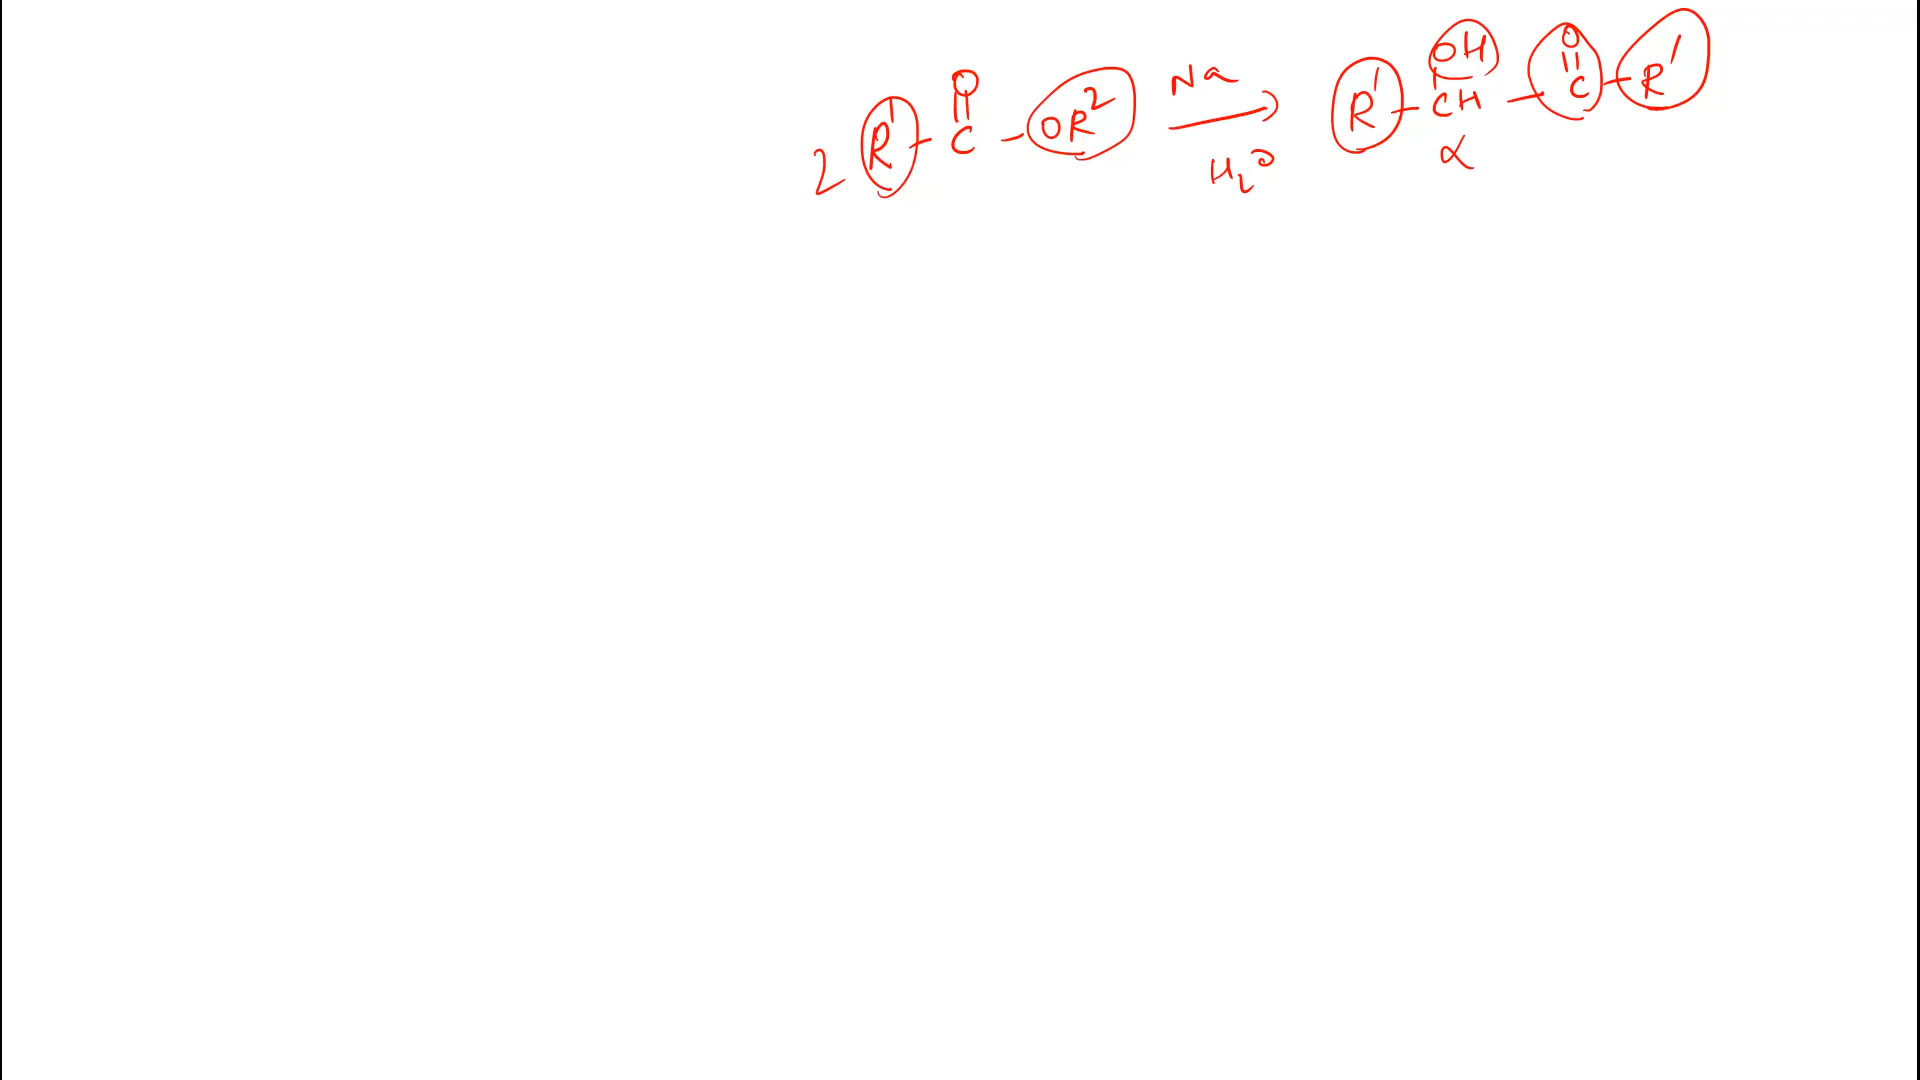 2 R¹-C(=O)-OR² Na/H₂O → R¹-CH(OH)-C(=O)-R¹
α